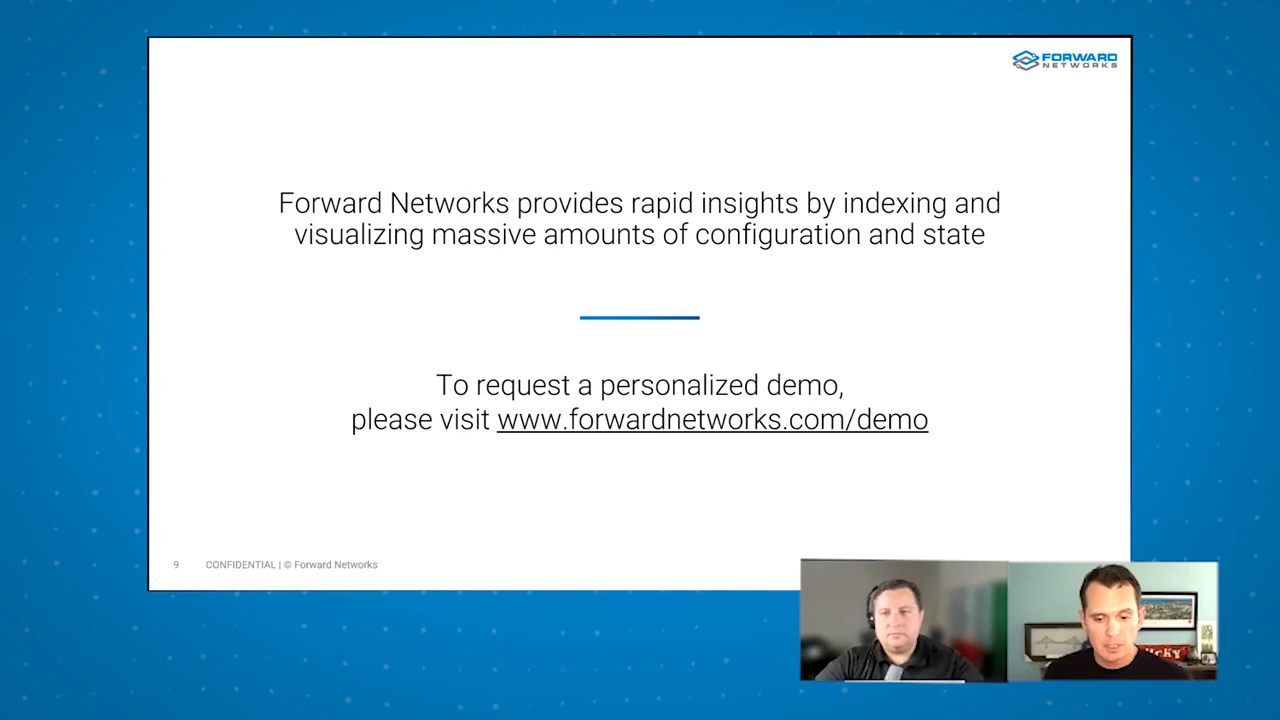 FORWARD
NETWORKS
Forward Networks provides rapid insights by indexing and
visualizing massive amounts of configuration and state
To request a personalized demo,
please visit www.forwardnetworks.com/demo
9 CONFIDENTIAL | © Forward Networks